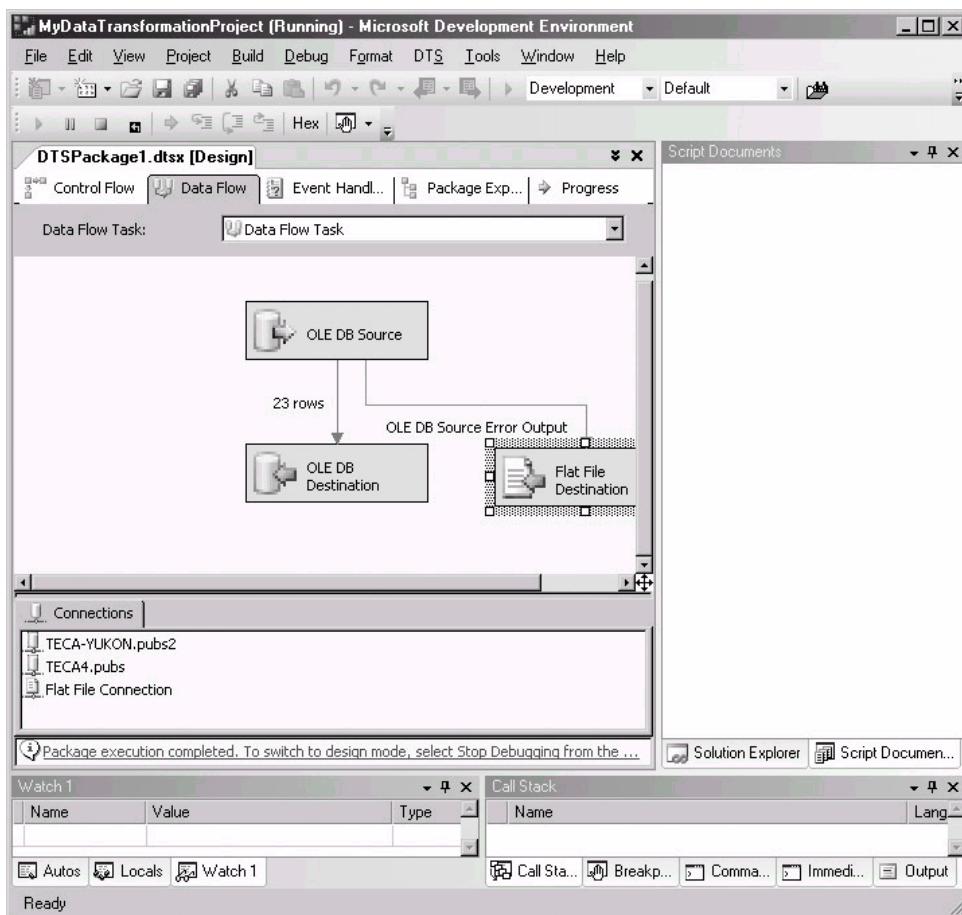 MyDataTransformationProject (Running) - Microsoft Development Environment
File Edit View Project Build Debug Format DTS Tools Window Help
Development Default
Hex
DTSPackage1.dtsx [Design]
Script Documents
Control Flow Data Flow Event Handl... Package Exp... Progress
Data Flow Task: Data Flow Task
OLE DB Source
23 rows
OLE DB Source Error Output
OLE DB
Destination
Flat File
Destination
Connections
TECA-YUKON.pubs2
TECA4.pubs
Flat File Connection
Package execution completed. To switch to design mode, select Stop Debugging from the ...
Solution Explorer Script Documen...
Watch 1
Name Value Type
Autos Locals Watch 1
Call Stack
Name Lang
Call Sta... Breakp... Comma... Immedi... Output
Ready